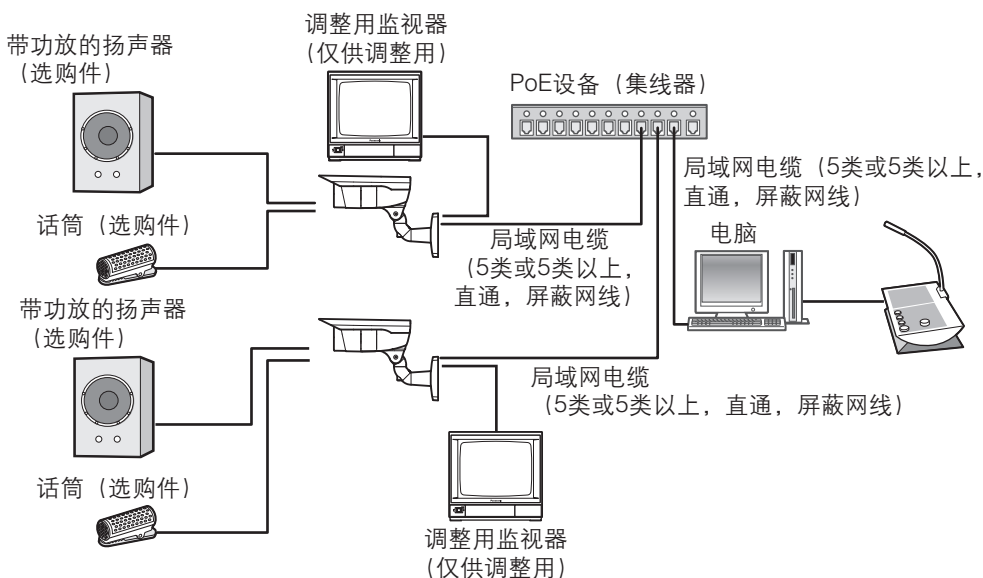 调整用监视器
（仅供调整用）
带功放的扬声器
（选购件）
PoE设备（集线器）
局域网电缆（5类或5类以上，
直通，屏蔽网线）
话筒（选购件）
局域网电缆
（5类或5类以上，
直通，屏蔽网线）
电脑
带功放的扬声器
（选购件）
局域网电缆
（5类或5类以上，直通，屏蔽网线）
话筒（选购件）
调整用监视器
（仅供调整用）